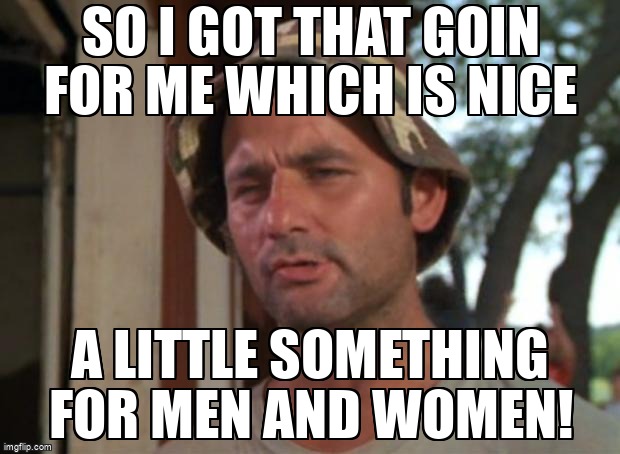 SO I GOT THAT GOIN
FOR ME WHICH IS NICE
A LITTLE SOMETHING
FOR MEN AND WOMEN!
imgflip.com